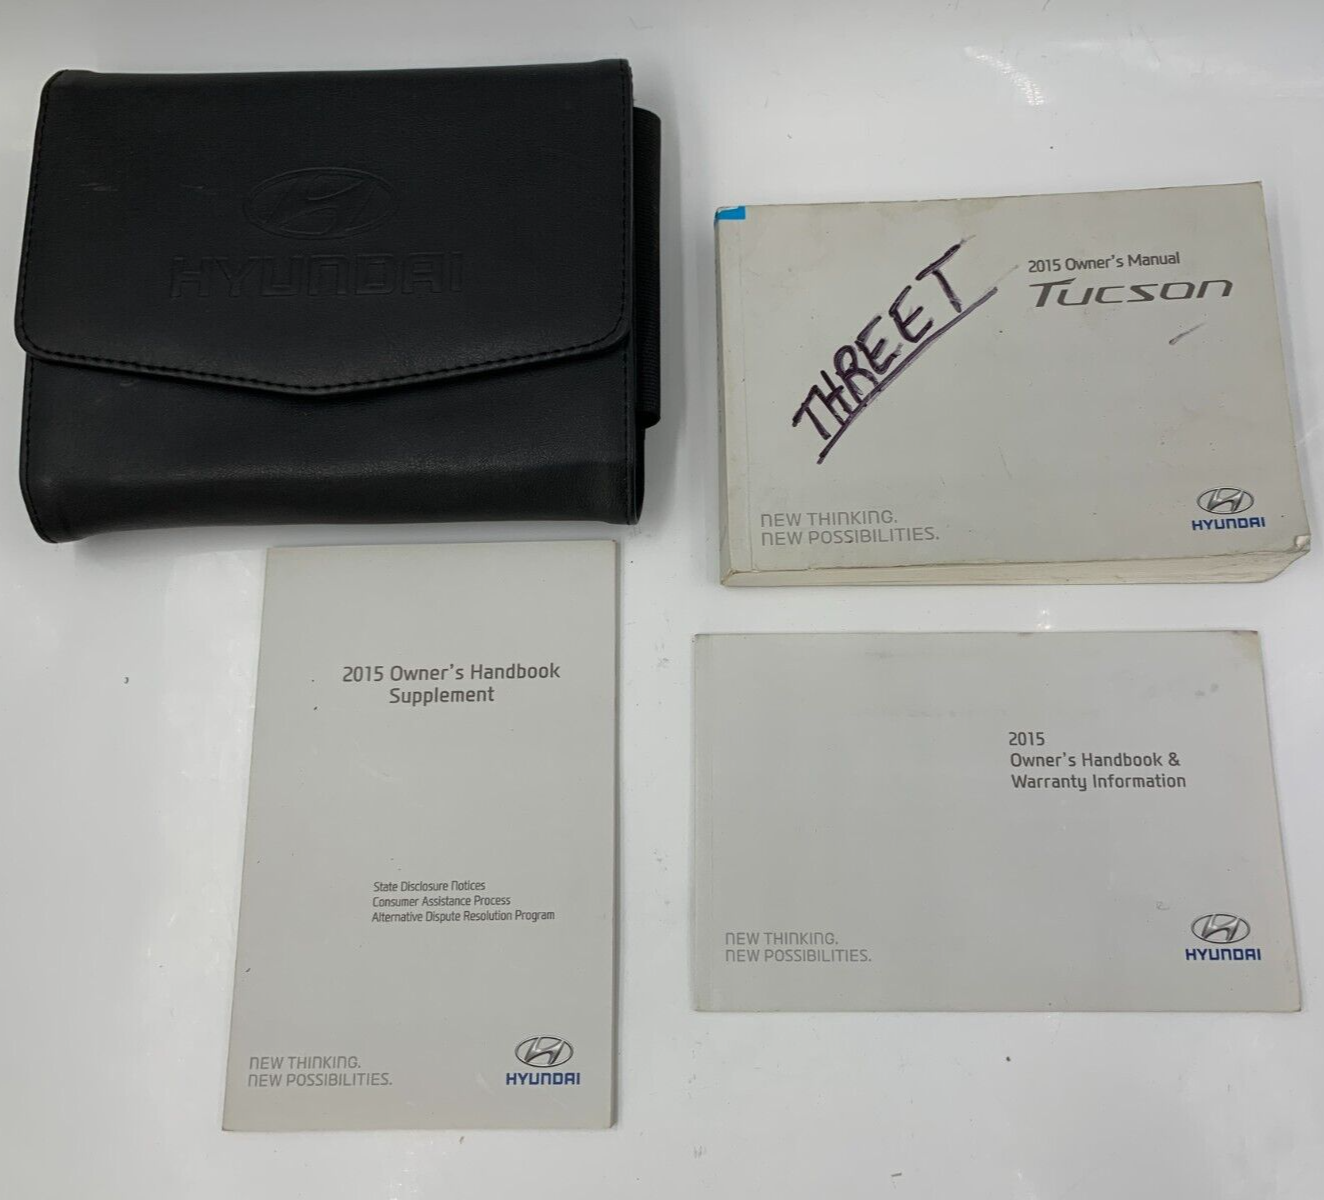 HYUNDAI
2015 Owner's Manual
Tucson
THREET
NEW THINKING.
NEW POSSIBILITIES.
HYUNDAI
2015 Owner's Handbook
Supplement
State Disclosure Notices
Consumer Assistance Process
Alternative Dispute Resolution Program
NEW THINKING.
NEW POSSIBILITIES.
HYUNDAI
2015
Owner's Handbook &
Warranty Information
NEW THINKING.
NEW POSSIBILITIES.
HYUNDAI